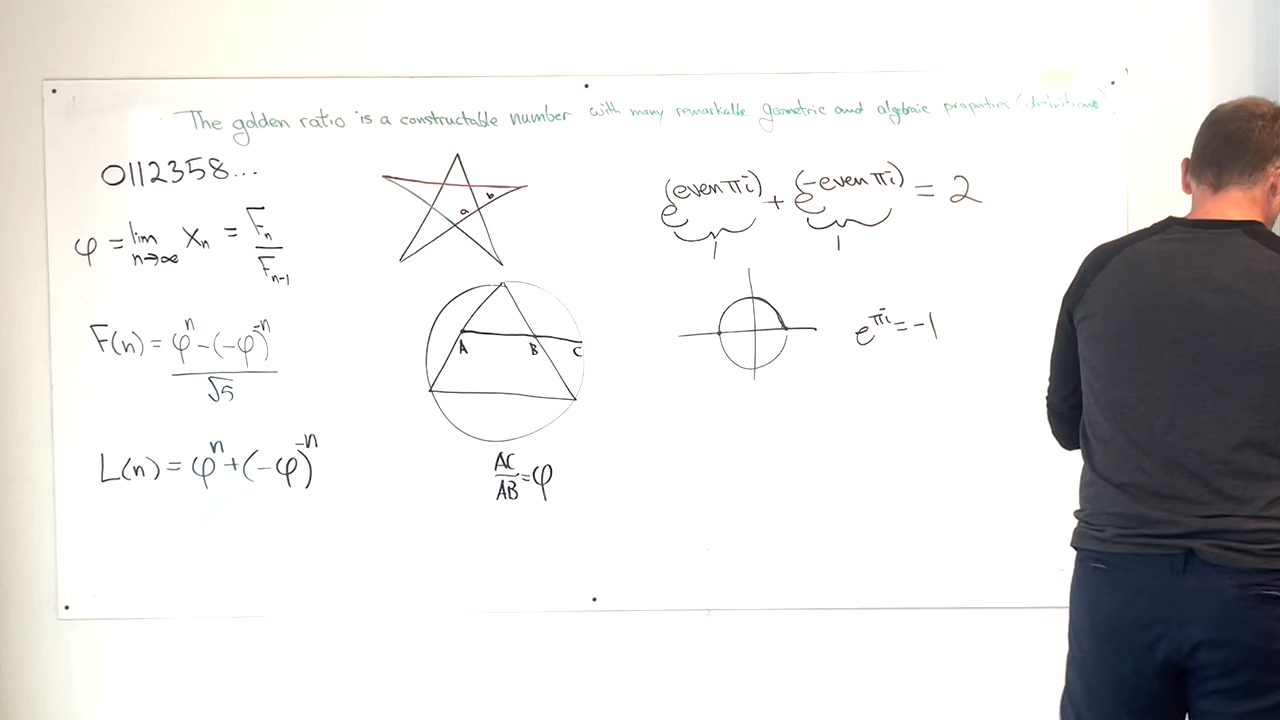 The golden ratio is a constructable number with many remarkable geometric and algebraic properties (definitions)
0112358...
φ = lim n→∞ Xn = Fn / Fn-1
F(n) = φ^n - (-φ)^-n / √5
L(n) = φ^n + (-φ)^-n
a b
A B C
AC / AB = φ
e^(even πi) + e^(-even πi) = 2
1 1
e^πi = -1